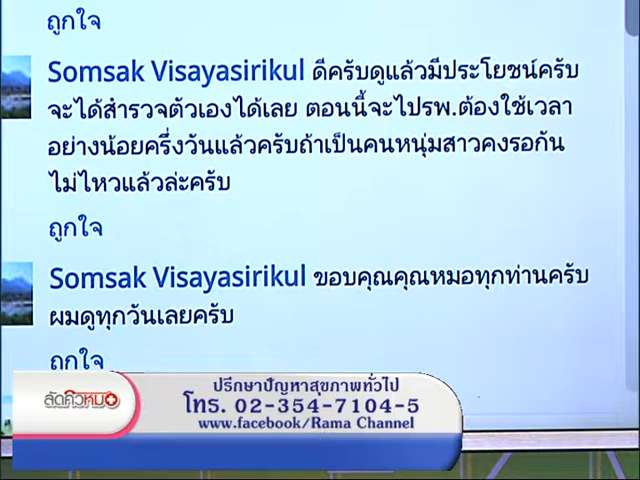 ถูกใจ
Somsak Visayasirikul ดีครับดูแล้วมีประโยชน์ครับ
จะได้สำรวจตัวเองได้เลย ตอนนี้จะไปรพ.ต้องใช้เวลา
อย่างน้อยครึ่งวันแล้วครับถ้าเป็นคนหนุ่มสาวคงรอกัน
ไม่ไหวแล้วล่ะครับ
ถูกใจ
Somsak Visayasirikul ขอบคุณคุณหมอทุกท่านครับ
ผมดูทุกวันเลยครับ
ถูกใจ
ลัดคิวหมอ
ปรึกษาปัญหาสุขภาพทั่วไป
โทร. 02-354-7104-5
www.facebook/Rama Channel